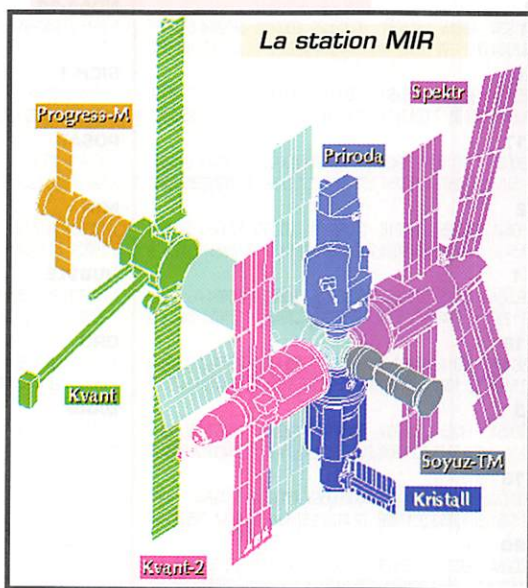 La station MIR
Spektr
Progress-M
Priroda
Kvant
Soyuz-TM
Kristall
Kvant-2